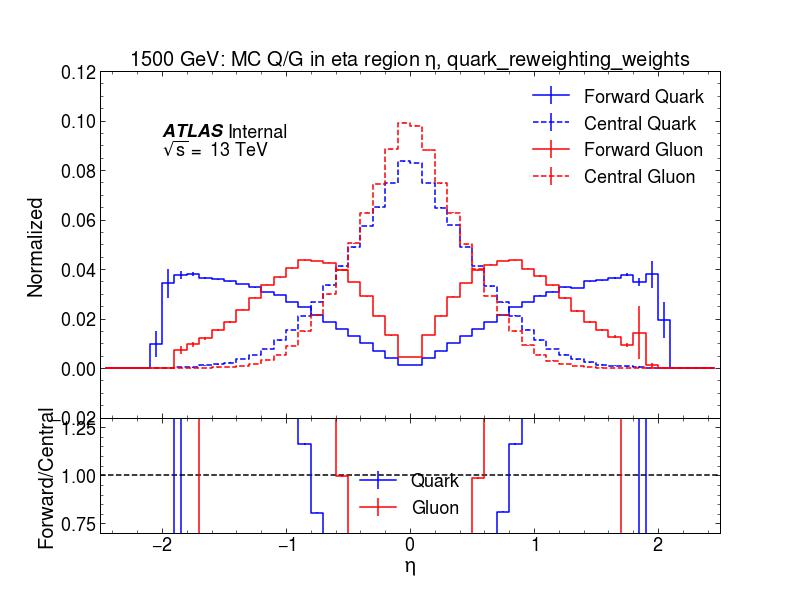 1500 GeV: MC Q/G in eta region η, quark_reweighting_weights
0.12
0.10
0.08
0.06
0.04
0.02
0.00
−0.02
Normalized
ATLAS Internal
√s = 13 TeV
Forward Quark
Central Quark
Forward Gluon
Central Gluon
1.25
1.00
0.75
Forward/Central
Quark
Gluon
−2 −1 0 1 2
η